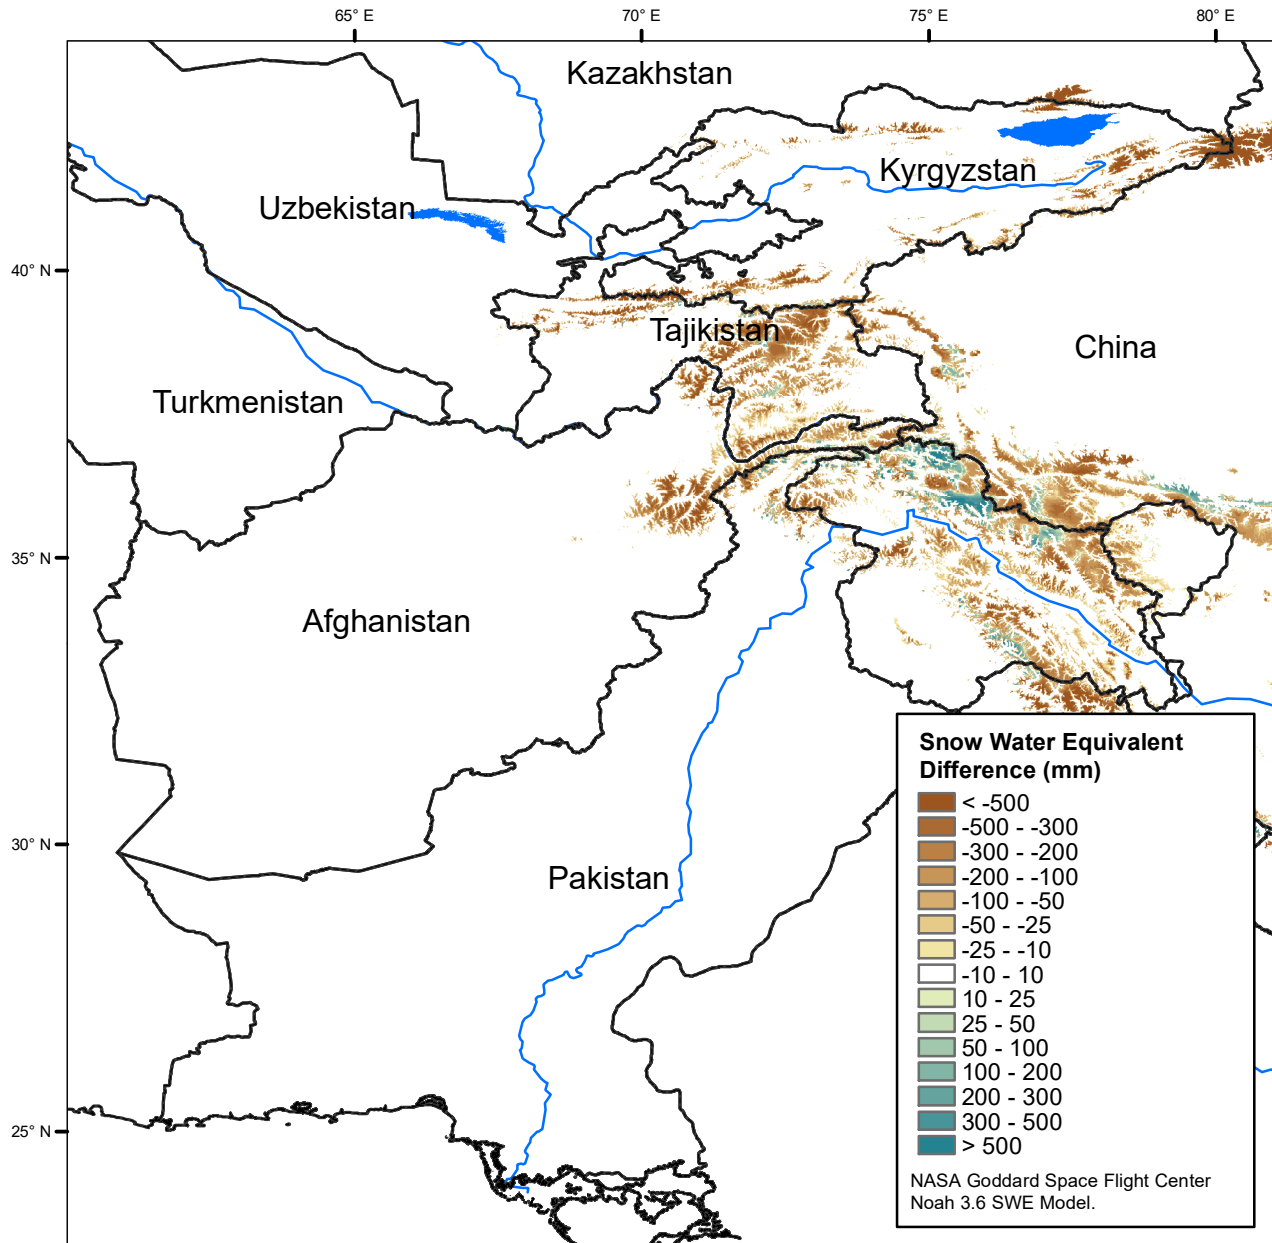 65° E
70° E
75° E
80° E
Kazakhstan
Kyrgyzstan
Uzbekistan
40° N
Tajikistan
China
Turkmenistan
35° N
Afghanistan
Snow Water Equivalent
Difference (mm)
< -500
-500 - -300
-300 - -200
-200 - -100
-100 - -50
-50 - -25
-25 - -10
-10 - 10
10 - 25
25 - 50
50 - 100
100 - 200
200 - 300
300 - 500
> 500
30° N
Pakistan
25° N
NASA Goddard Space Flight Center
Noah 3.6 SWE Model.